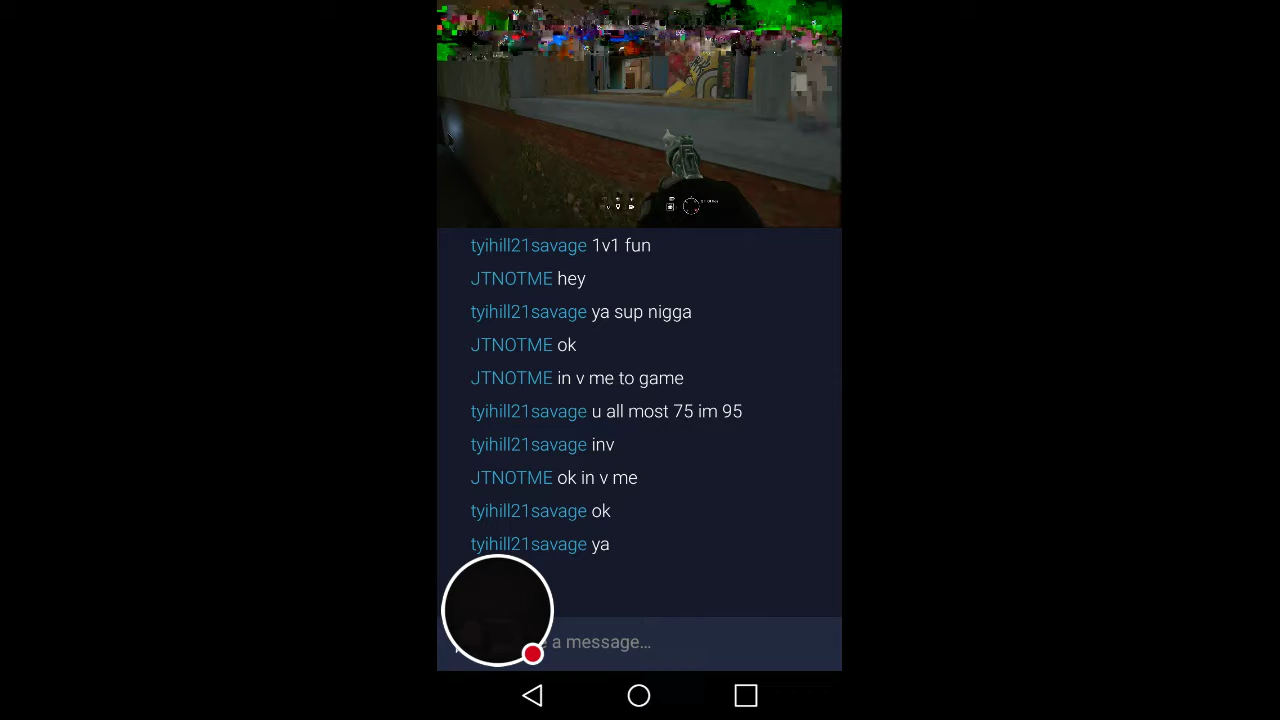 tyihill21savage 1v1 fun
JTNOTME hey
tyihill21savage ya sup nigga
JTNOTME ok
JTNOTME in v me to game
tyihill21savage u all most 75 im 95
tyihill21savage inv
JTNOTME ok in v me
tyihill21savage ok
tyihill21savage ya
a message...